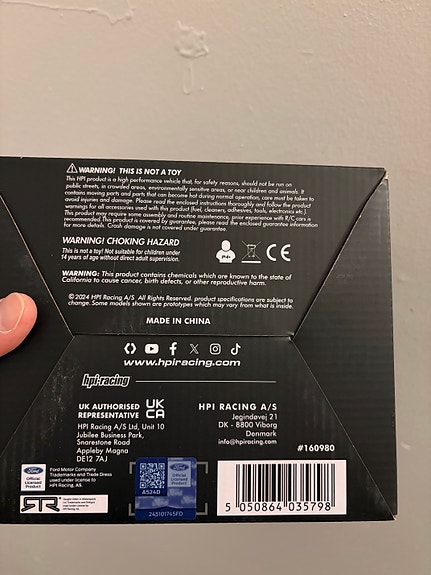 WARNING! THIS IS NOT A TOY
This HPI product is a high performance vehicle that, for safety reasons, should not be run on
public streets, in crowded areas, environmentally sensitive areas, or near children and animals. It
contains moving parts and parts that can become hot during normal operation, care must be taken to
avoid injuries and damage. Please read the enclosed instructions thoroughly and follow the product
warnings for all accessories used with this product (fuel, cleaners, adhesives, tools, electronics etc.).
This product may require some assembly and routine maintenance, prior experience with R/C cars is
recommended. This product is covered by guarantee, please read the enclosed guarantee information
for more details. Crash damage is not covered under guarantee.
WARNING! CHOKING HAZARD
This is not a toy! Not suitable for children under
14 years of age without direct adult supervision.
14+
CE
WARNING: This product contains chemicals which are known to the state of
California to cause cancer, birth defects, or other reproductive harm.
©2024 HPI Racing A/S All Rights Reserved. product specifications are subject to
change. Some models shown are prototypes which may vary from what is inside.
MADE IN CHINA
www.hpiracing.com
hpi-racing
UK AUTHORISED
REPRESENTATIVE
UK
CA
HPI Racing Ltd, Unit 10
Jubilee Business Park,
Snarestone Road
Appleby Magna
DE12 7AJ
HPI RACING A/S
Jegindøvej 21
DK - 8800 Viborg
Denmark
info@hpiracing.com
#160980
Ford
Official
Licensed
Product
Ford Motor Company
Trademarks and Trade Dress
used under license to
HPI Racing, AS.
RTR
A524D
Ford
Official
Licensed
Product
243101745FD
5 050864 035798